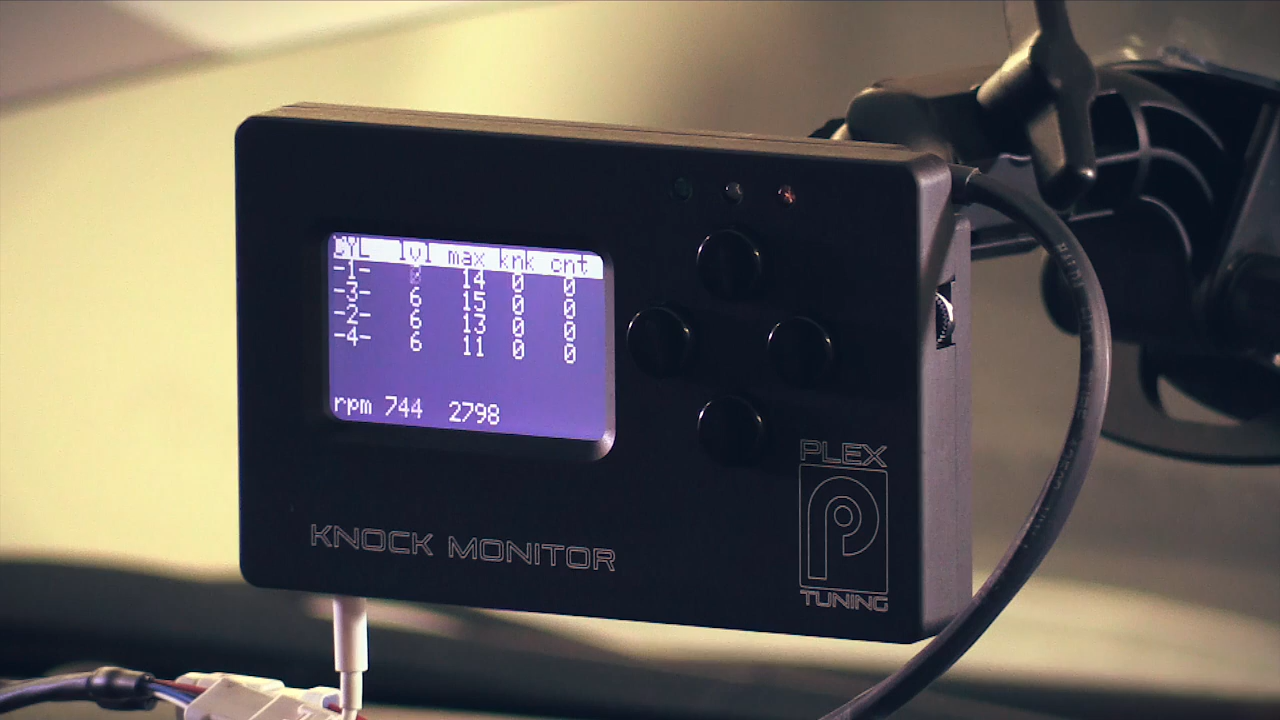 CYL lvl max knk cnt
-1- 14 0 0
-3- 6 15 0 0
-2- 6 13 0 0
-4- 6 11 0 0
rpm 744 2798
KNOCK MONITOR
PLEX
TUNING